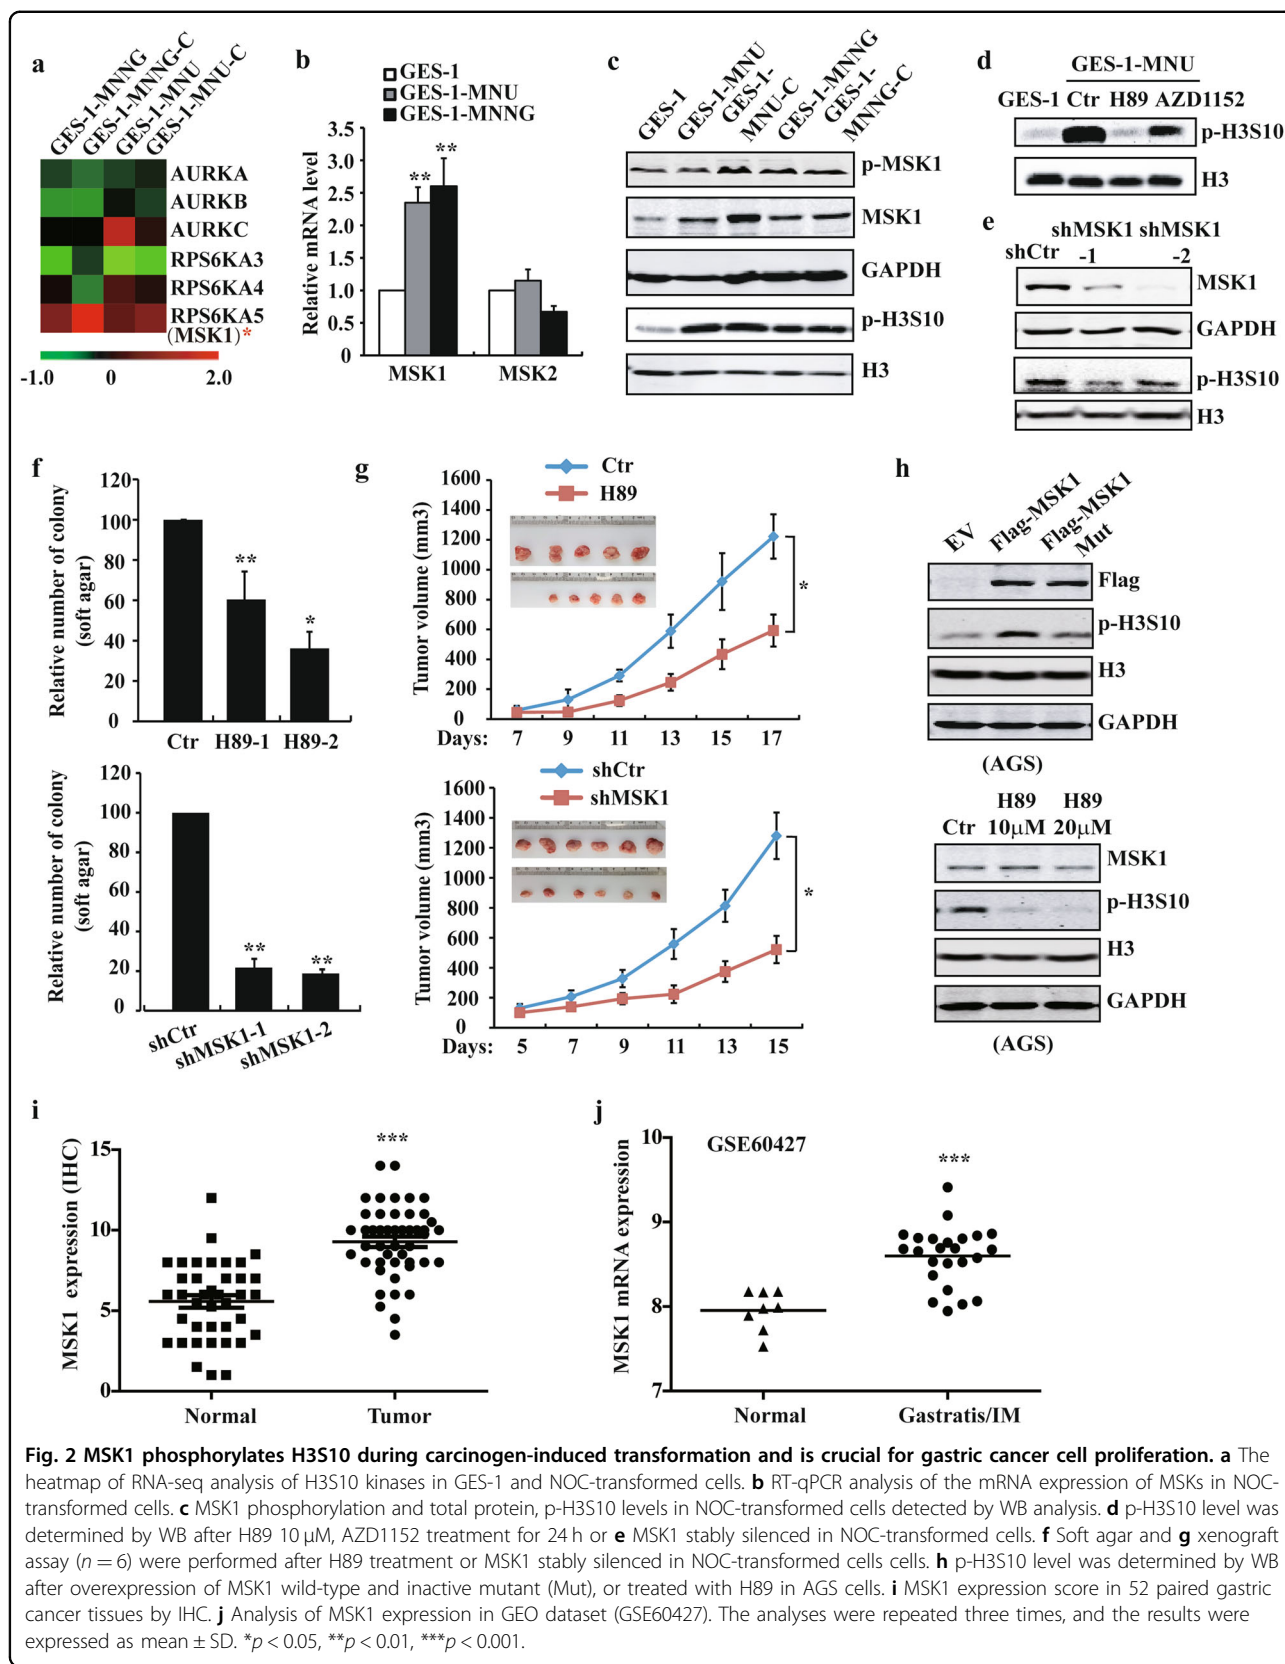 a
GES-1-MNNG
GES-1-MNNG-C
GES-1-MNU
GES-1-MNU-C
AURKA
AURKB
AURKC
RPS6KA3
RPS6KA4
RPS6KA5
(MSK1)*
-1.0 0 2.0
b
GES-1
GES-1-MNU
GES-1-MNNG
Relative mRNA level
3.5
3.0
2.5
2.0
1.5
1.0
0.5
0
** **
MSK1 MSK2
c
GES-1
GES-1-MNU
GES-1-
MNU-C
GES-1-MNNG
GES-1-
MNNG-C
p-MSK1
MSK1
GAPDH
p-H3S10
H3
d
GES-1-MNU
GES-1 Ctr H89 AZD1152
p-H3S10
H3
e
shMSK1 shMSK1
shCtr -1 -2
MSK1
GAPDH
p-H3S10
H3
f
Relative number of colony
(soft agar)
120
100
80
60
40
20
0
**
*
Ctr H89-1 H89-2
Relative number of colony
(soft agar)
120
100
80
60
40
20
0
**
**
shCtr
shMSK1-1
shMSK1-2
g
Ctr
H89
Tumor volume (mm3)
1600
1400
1200
1000
800
600
400
200
0
*
Days: 7 9 11 13 15 17
shCtr
shMSK1
Tumor volume (mm3)
1600
1400
1200
1000
800
600
400
200
0
*
Days: 5 7 9 11 13 15
h
EV
Flag-MSK1
Flag-MSK1
Mut
Flag
p-H3S10
H3
GAPDH
(AGS)
H89 H89
Ctr 10μM 20μM
MSK1
p-H3S10
H3
GAPDH
(AGS)
i
MSK1 expression (IHC)
15
10
5
0
***
Normal Tumor
j
GSE60427
MSK1 mRNA expression
10
9
8
7
***
Normal Gastratis/IM
Fig. 2 MSK1 phosphorylates H3S10 during carcinogen-induced transformation and is crucial for gastric cancer cell proliferation. a The
heatmap of RNA-seq analysis of H3S10 kinases in GES-1 and NOC-transformed cells. b RT-qPCR analysis of the mRNA expression of MSKs in NOC-
transformed cells. c MSK1 phosphorylation and total protein, p-H3S10 levels in NOC-transformed cells detected by WB analysis. d p-H3S10 level was
determined by WB after H89 10 μM, AZD1152 treatment for 24 h or e MSK1 stably silenced in NOC-transformed cells. f Soft agar and g xenograft
assay (n = 6) were performed after H89 treatment or MSK1 stably silenced in NOC-transformed cells cells. h p-H3S10 level was determined by WB
after overexpression of MSK1 wild-type and inactive mutant (Mut), or treated with H89 in AGS cells. i MSK1 expression score in 52 paired gastric
cancer tissues by IHC. j Analysis of MSK1 expression in GEO dataset (GSE60427). The analyses were repeated three times, and the results were
expressed as mean ± SD. *p < 0.05, **p < 0.01, ***p < 0.001.